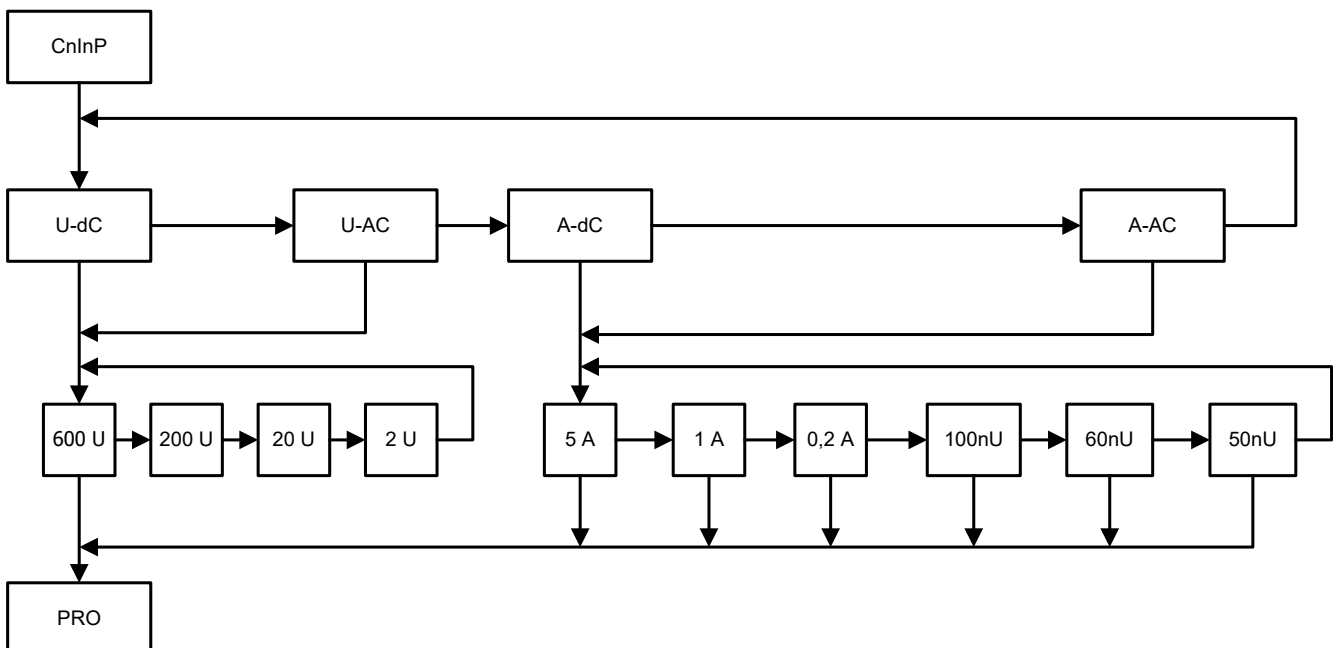 CnInP
U-dC
U-AC
A-dC
A-AC
600 U
200 U
20 U
2 U
5 A
1 A
0,2 A
100nU
60nU
50nU
PRO